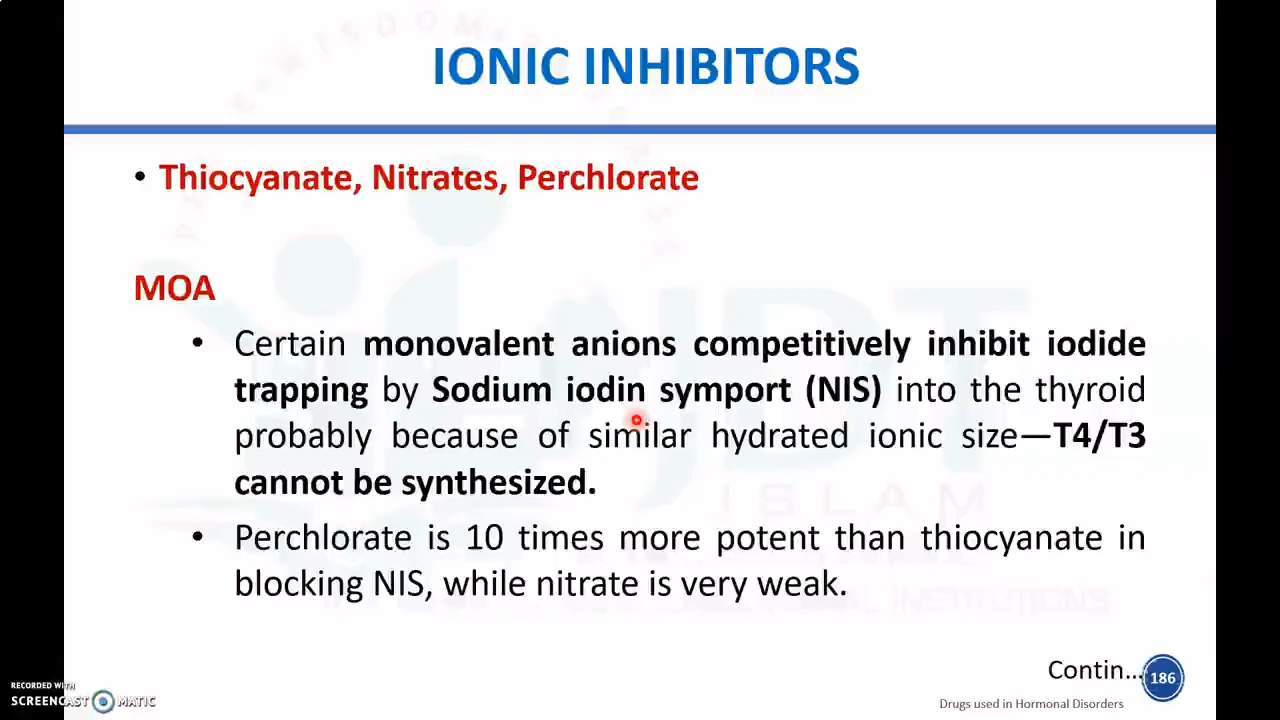 IONIC INHIBITORS
• Thiocyanate, Nitrates, Perchlorate
MOA
• Certain monovalent anions competitively inhibit iodide
trapping by Sodium iodin symport (NIS) into the thyroid
probably because of similar hydrated ionic size—T4/T3
cannot be synthesized.
• Perchlorate is 10 times more potent than thiocyanate in
blocking NIS, while nitrate is very weak.
Contin...
186
Drugs used in Hormonal Disorders
RECORDED WITH
SCREENCAST MATIC
JDT
ISLAM
INSTITUTIONS